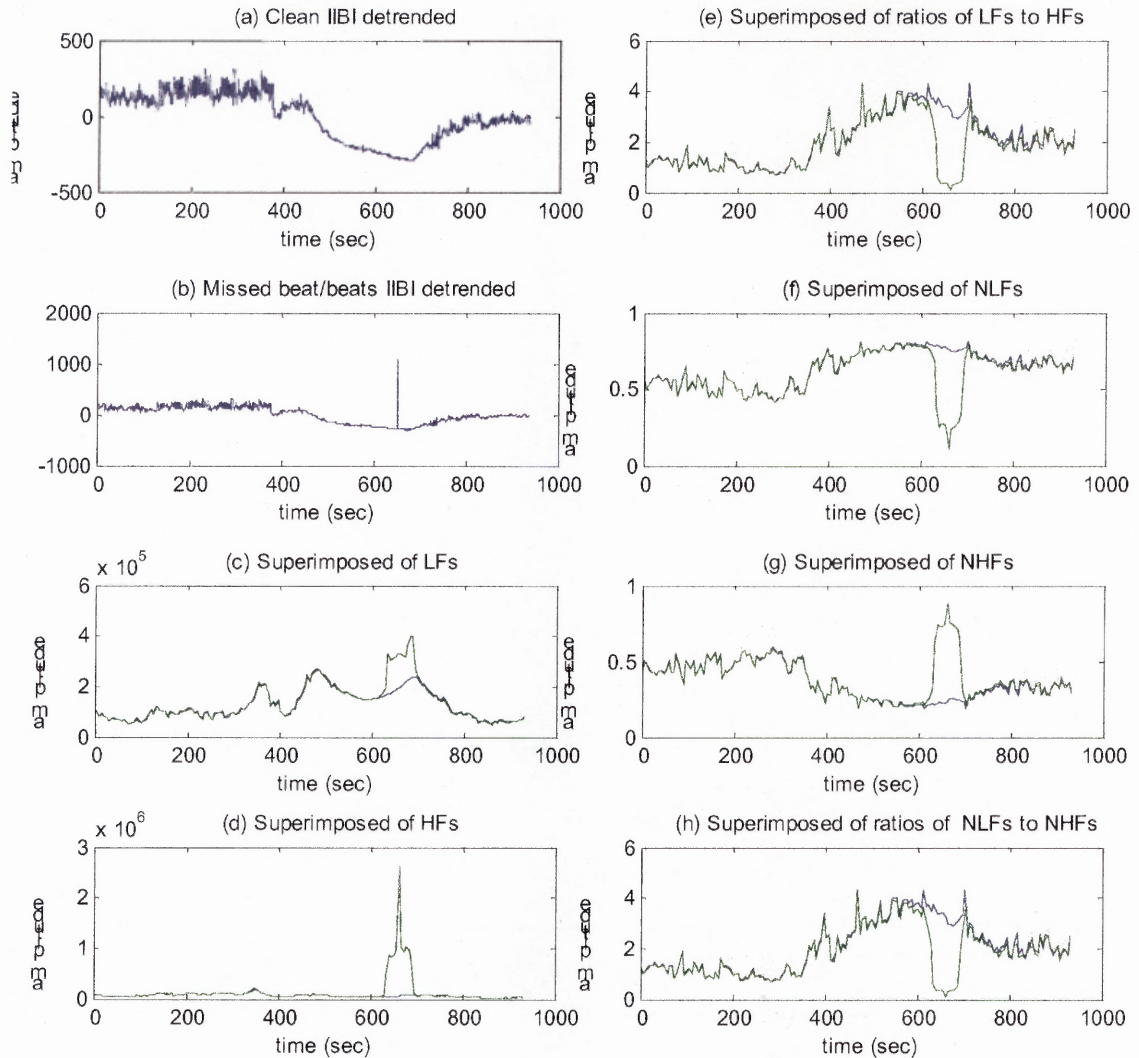 (a) Clean IIBI detrended
500
0
-500
0 200 400 600 800 1000
time (sec)
(b) Missed beat/beats IIBI detrended
2000
1000
0
-1000
0 200 400 600 800 1000
time (sec)
x 10^5
(c) Superimposed of LFs
6
4
2
0
0 200 400 600 800 1000
time (sec)
x 10^6
(d) Superimposed of HFs
3
2
1
0
0 200 400 600 800 1000
time (sec)
(e) Superimposed of ratios of LFs to HFs
6
4
2
0
0 200 400 600 800 1000
time (sec)
(f) Superimposed of NLFs
1
0.5
0
0 200 400 600 800 1000
time (sec)
(g) Superimposed of NHFs
1
0.5
0
0 200 400 600 800 1000
time (sec)
(h) Superimposed of ratios of NLFs to NHFs
6
4
2
0
0 200 400 600 800 1000
time (sec)